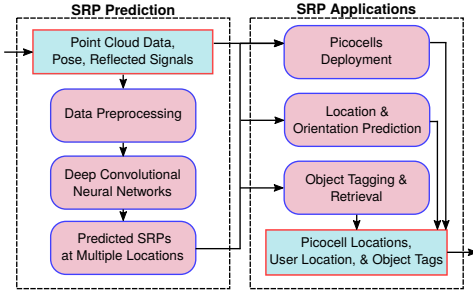 SRP Prediction
Point Cloud Data,
Pose, Reflected Signals
Data Preprocessing
Deep Convolutional
Neural Networks
Predicted SRPs
at Multiple Locations
SRP Applications
Picocells
Deployment
Location &
Orientation Prediction
Object Tagging &
Retrieval
Picocell Locations,
User Location, & Object Tags